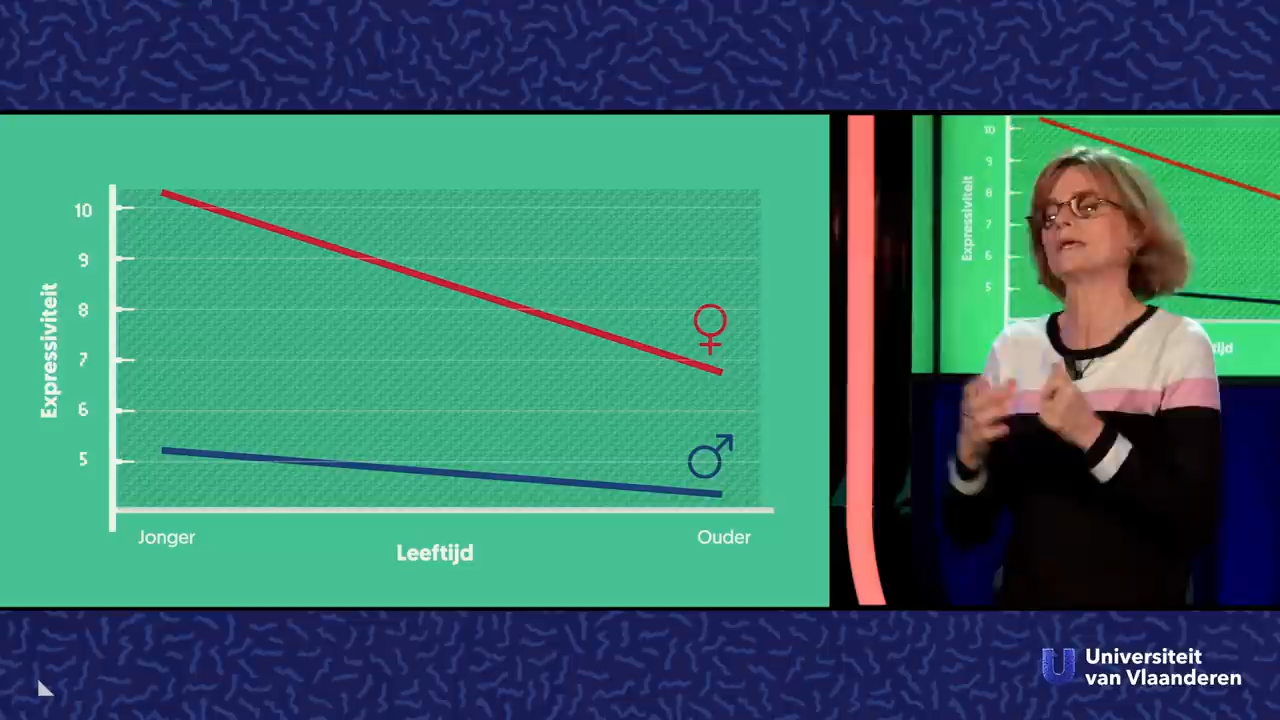 10
9
8
7
6
5
Expressiviteit
Jonger
Ouder
Leeftijd
10
9
8
7
6
5
Expressiviteit
Universiteit
van Vlaanderen